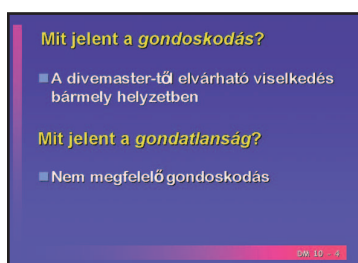 Mit jelent a gondoskodás?
A divemaster-től elvárható viselkedés
bármely helyzetben
Mit jelent a gondatlanság?
Nem megfelelő gondoskodás
DM 10 - 4